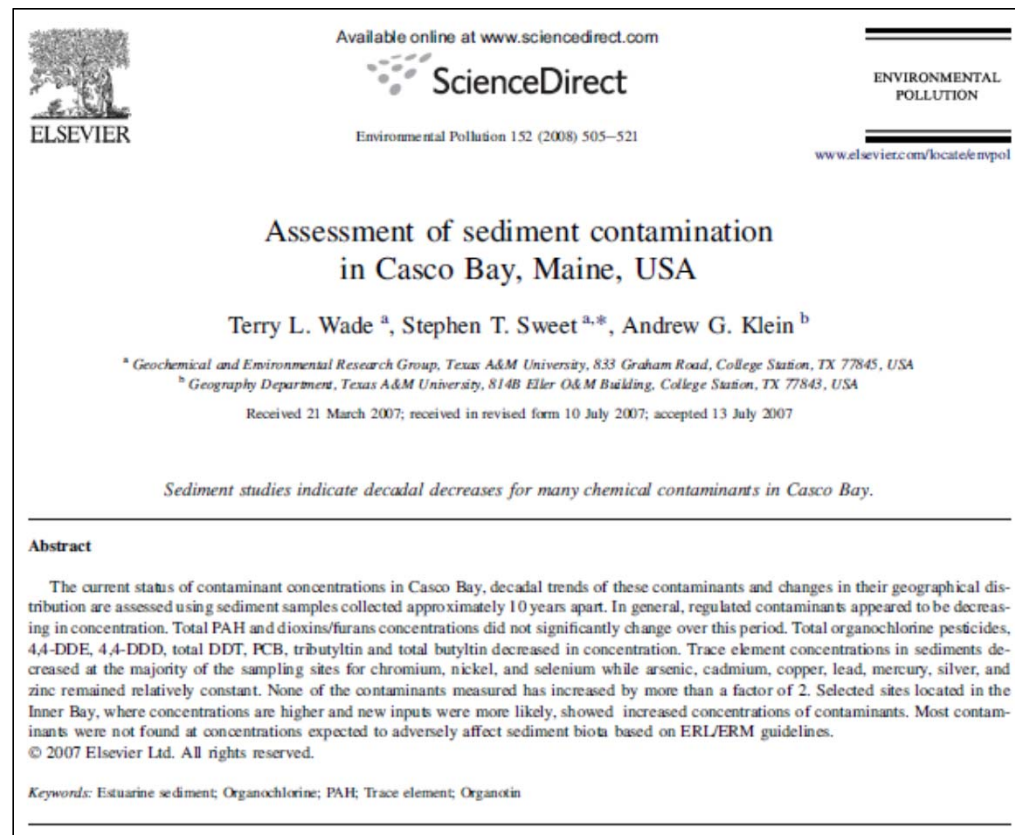 Available online at www.sciencedirect.com
ScienceDirect
ELSEVIER
Environmental Pollution 152 (2008) 505–521
ENVIRONMENTAL
POLLUTION
www.elsevier.com/locate/envpol
Assessment of sediment contamination
in Casco Bay, Maine, USA
Terry L. Wade a, Stephen T. Sweet a,*, Andrew G. Klein b
a Geochemical and Environmental Research Group, Texas A&M University, 833 Graham Road, College Station, TX 77845, USA
b Geography Department, Texas A&M University, 814B Eller O&M Building, College Station, TX 77843, USA
Received 21 March 2007; received in revised form 10 July 2007; accepted 13 July 2007
Sediment studies indicate decadal decreases for many chemical contaminants in Casco Bay.
Abstract
The current status of contaminant concentrations in Casco Bay, decadal trends of these contaminants and changes in their geographical dis-
tribution are assessed using sediment samples collected approximately 10 years apart. In general, regulated contaminants appeared to be decreas-
ing in concentration. Total PAH and dioxins/furans concentrations did not significantly change over this period. Total organochlorine pesticides,
4,4-DDE, 4,4-DDD, total DDT, PCB, tributyltin and total butyltin decreased in concentration. Trace element concentrations in sediments de-
creased at the majority of the sampling sites for chromium, nickel, and selenium while arsenic, cadmium, copper, lead, mercury, silver, and
zinc remained relatively constant. None of the contaminants measured has increased by more than a factor of 2. Selected sites located in the
Inner Bay, where concentrations are higher and new inputs were more likely, showed increased concentrations of contaminants. Most contam-
inants were not found at concentrations expected to adversely affect sediment biota based on ERL/ERM guidelines.
© 2007 Elsevier Ltd. All rights reserved.
Keywords: Estuarine sediment; Organochlorine; PAH; Trace element; Organotin